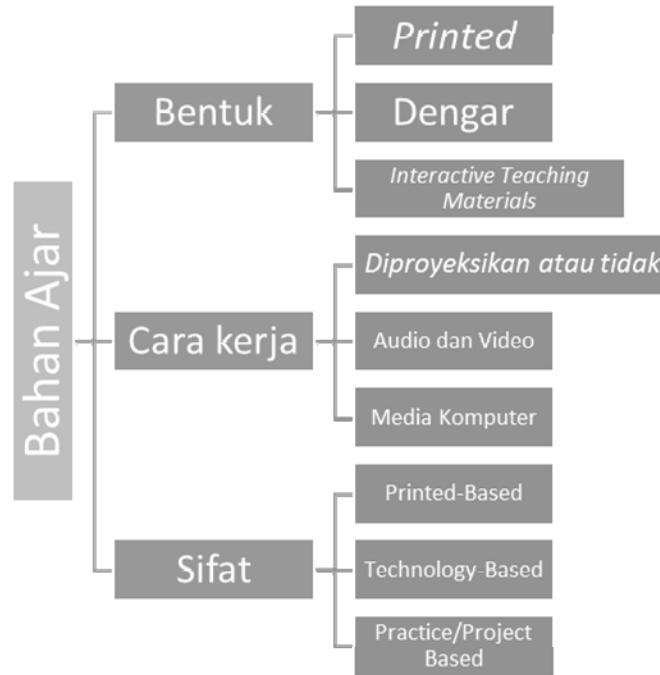 Bahan Ajar
Bentuk
Printed
Dengar
Interactive Teaching
Materials
Cara kerja
Diproyeksikan atau tidak
Audio dan Video
Media Komputer
Sifat
Printed-Based
Technology-Based
Practice/Project
Based